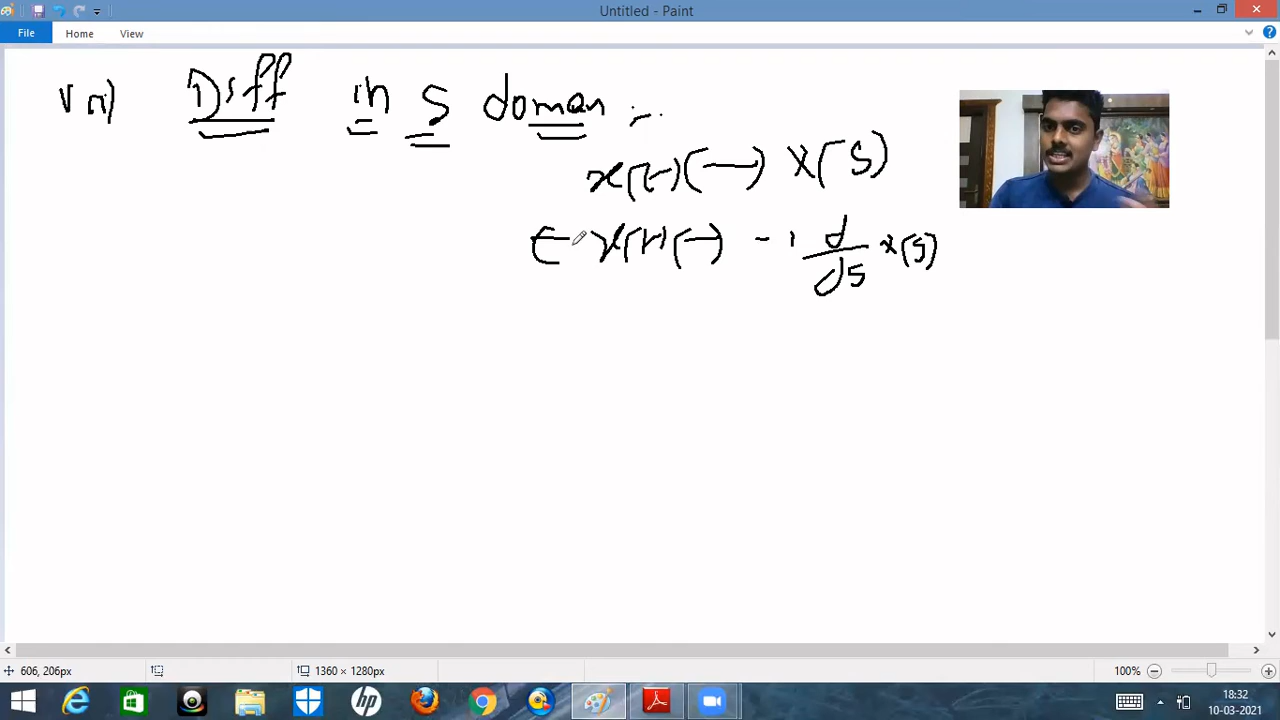 Untitled - Paint
File Home View
vii) Diff in s domain :-
x(t) ⟷ X(s)
t x(t) ⟷ -1 d/ds x(s)
606, 206px
1360 × 1280px
100%
18:32
10-03-2021